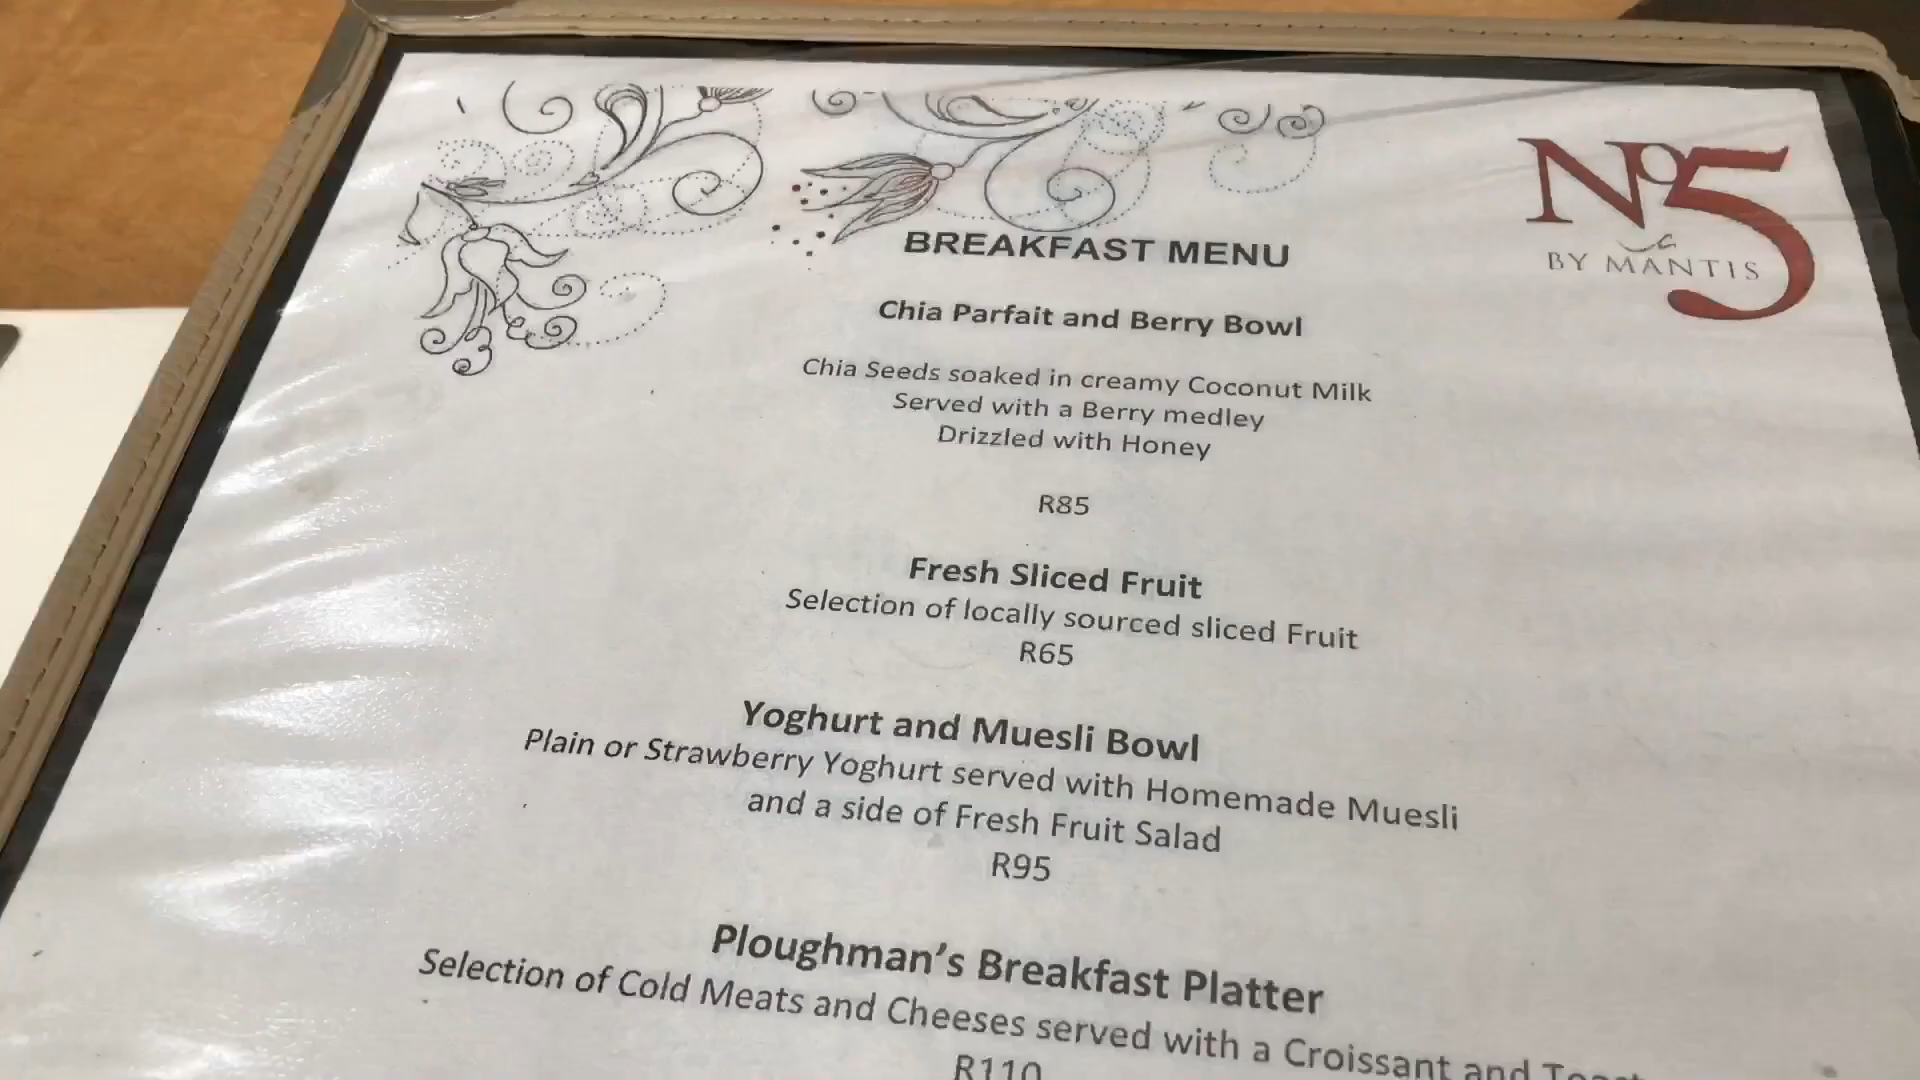 No5
BY MANTIS
BREAKFAST MENU
Chia Parfait and Berry Bowl
Chia Seeds soaked in creamy Coconut Milk
Served with a Berry medley
Drizzled with Honey
R85
Fresh Sliced Fruit
Selection of locally sourced sliced Fruit
R65
Yoghurt and Muesli Bowl
Plain or Strawberry Yoghurt served with Homemade Muesli
and a side of Fresh Fruit Salad
R95
Ploughman's Breakfast Platter
Selection of Cold Meats and Cheeses served with a Croissant and
R110